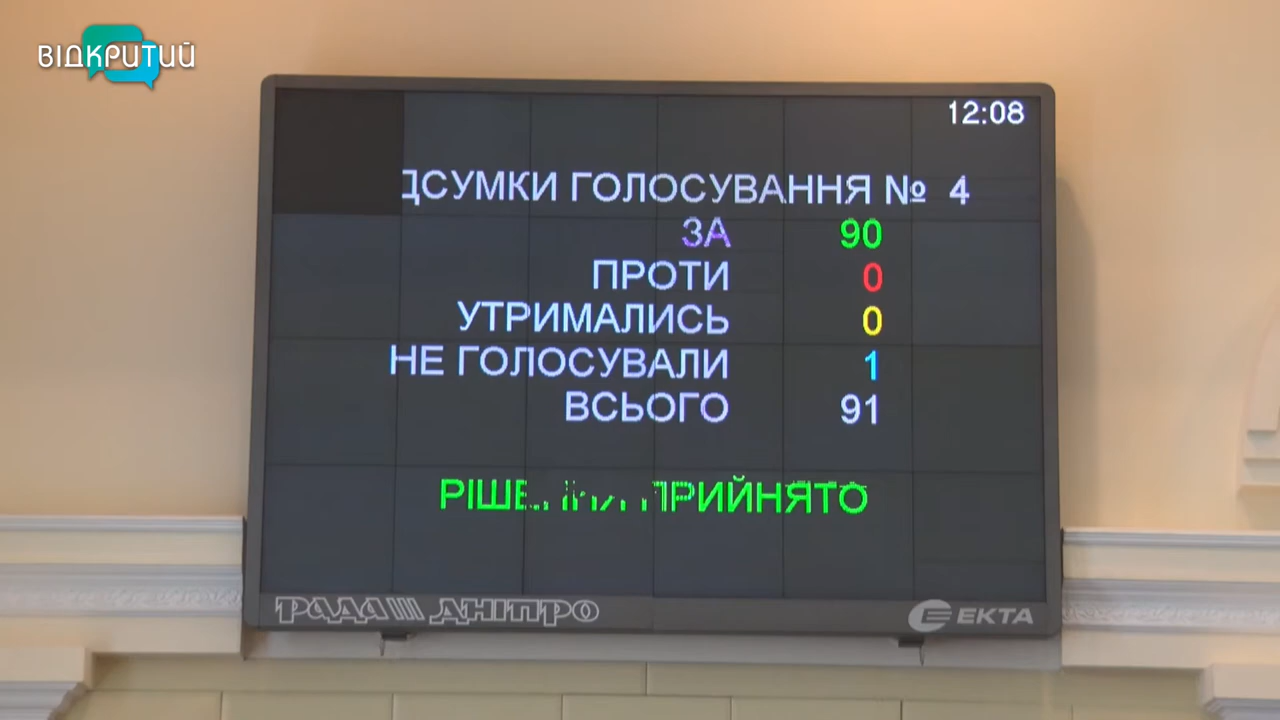 ВІДКРИТИЙ
12:08
ДСУМКИ ГОЛОСУВАННЯ № 4
ЗА 90
ПРОТИ 0
УТРИМАЛИСЬ 0
НЕ ГОЛОСУВАЛИ 1
ВСЬОГО 91
ПРИЙНЯТО
РАДА ДНІПРО
ЕКТА